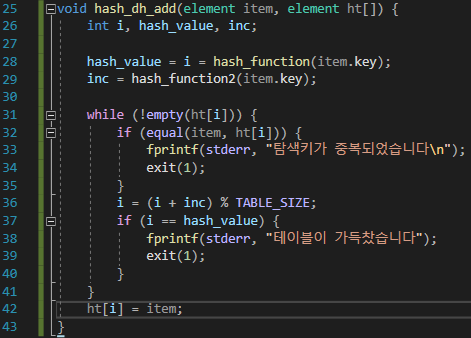 25 void hash_dh_add(element item, element ht[]) {
26     int i, hash_value, inc;
27
28     hash_value = i = hash_function(item.key);
29     inc = hash_function2(item.key);
30
31     while (!empty(ht[i])) {
32         if (equal(item, ht[i])) {
33             fprintf(stderr, "탐색키가 중복되었습니다\n");
34             exit(1);
35         }
36         i = (i + inc) % TABLE_SIZE;
37         if (i == hash_value) {
38             fprintf(stderr, "테이블이 가득찼습니다");
39             exit(1);
40         }
41     }
42     ht[i] = item;
43 }